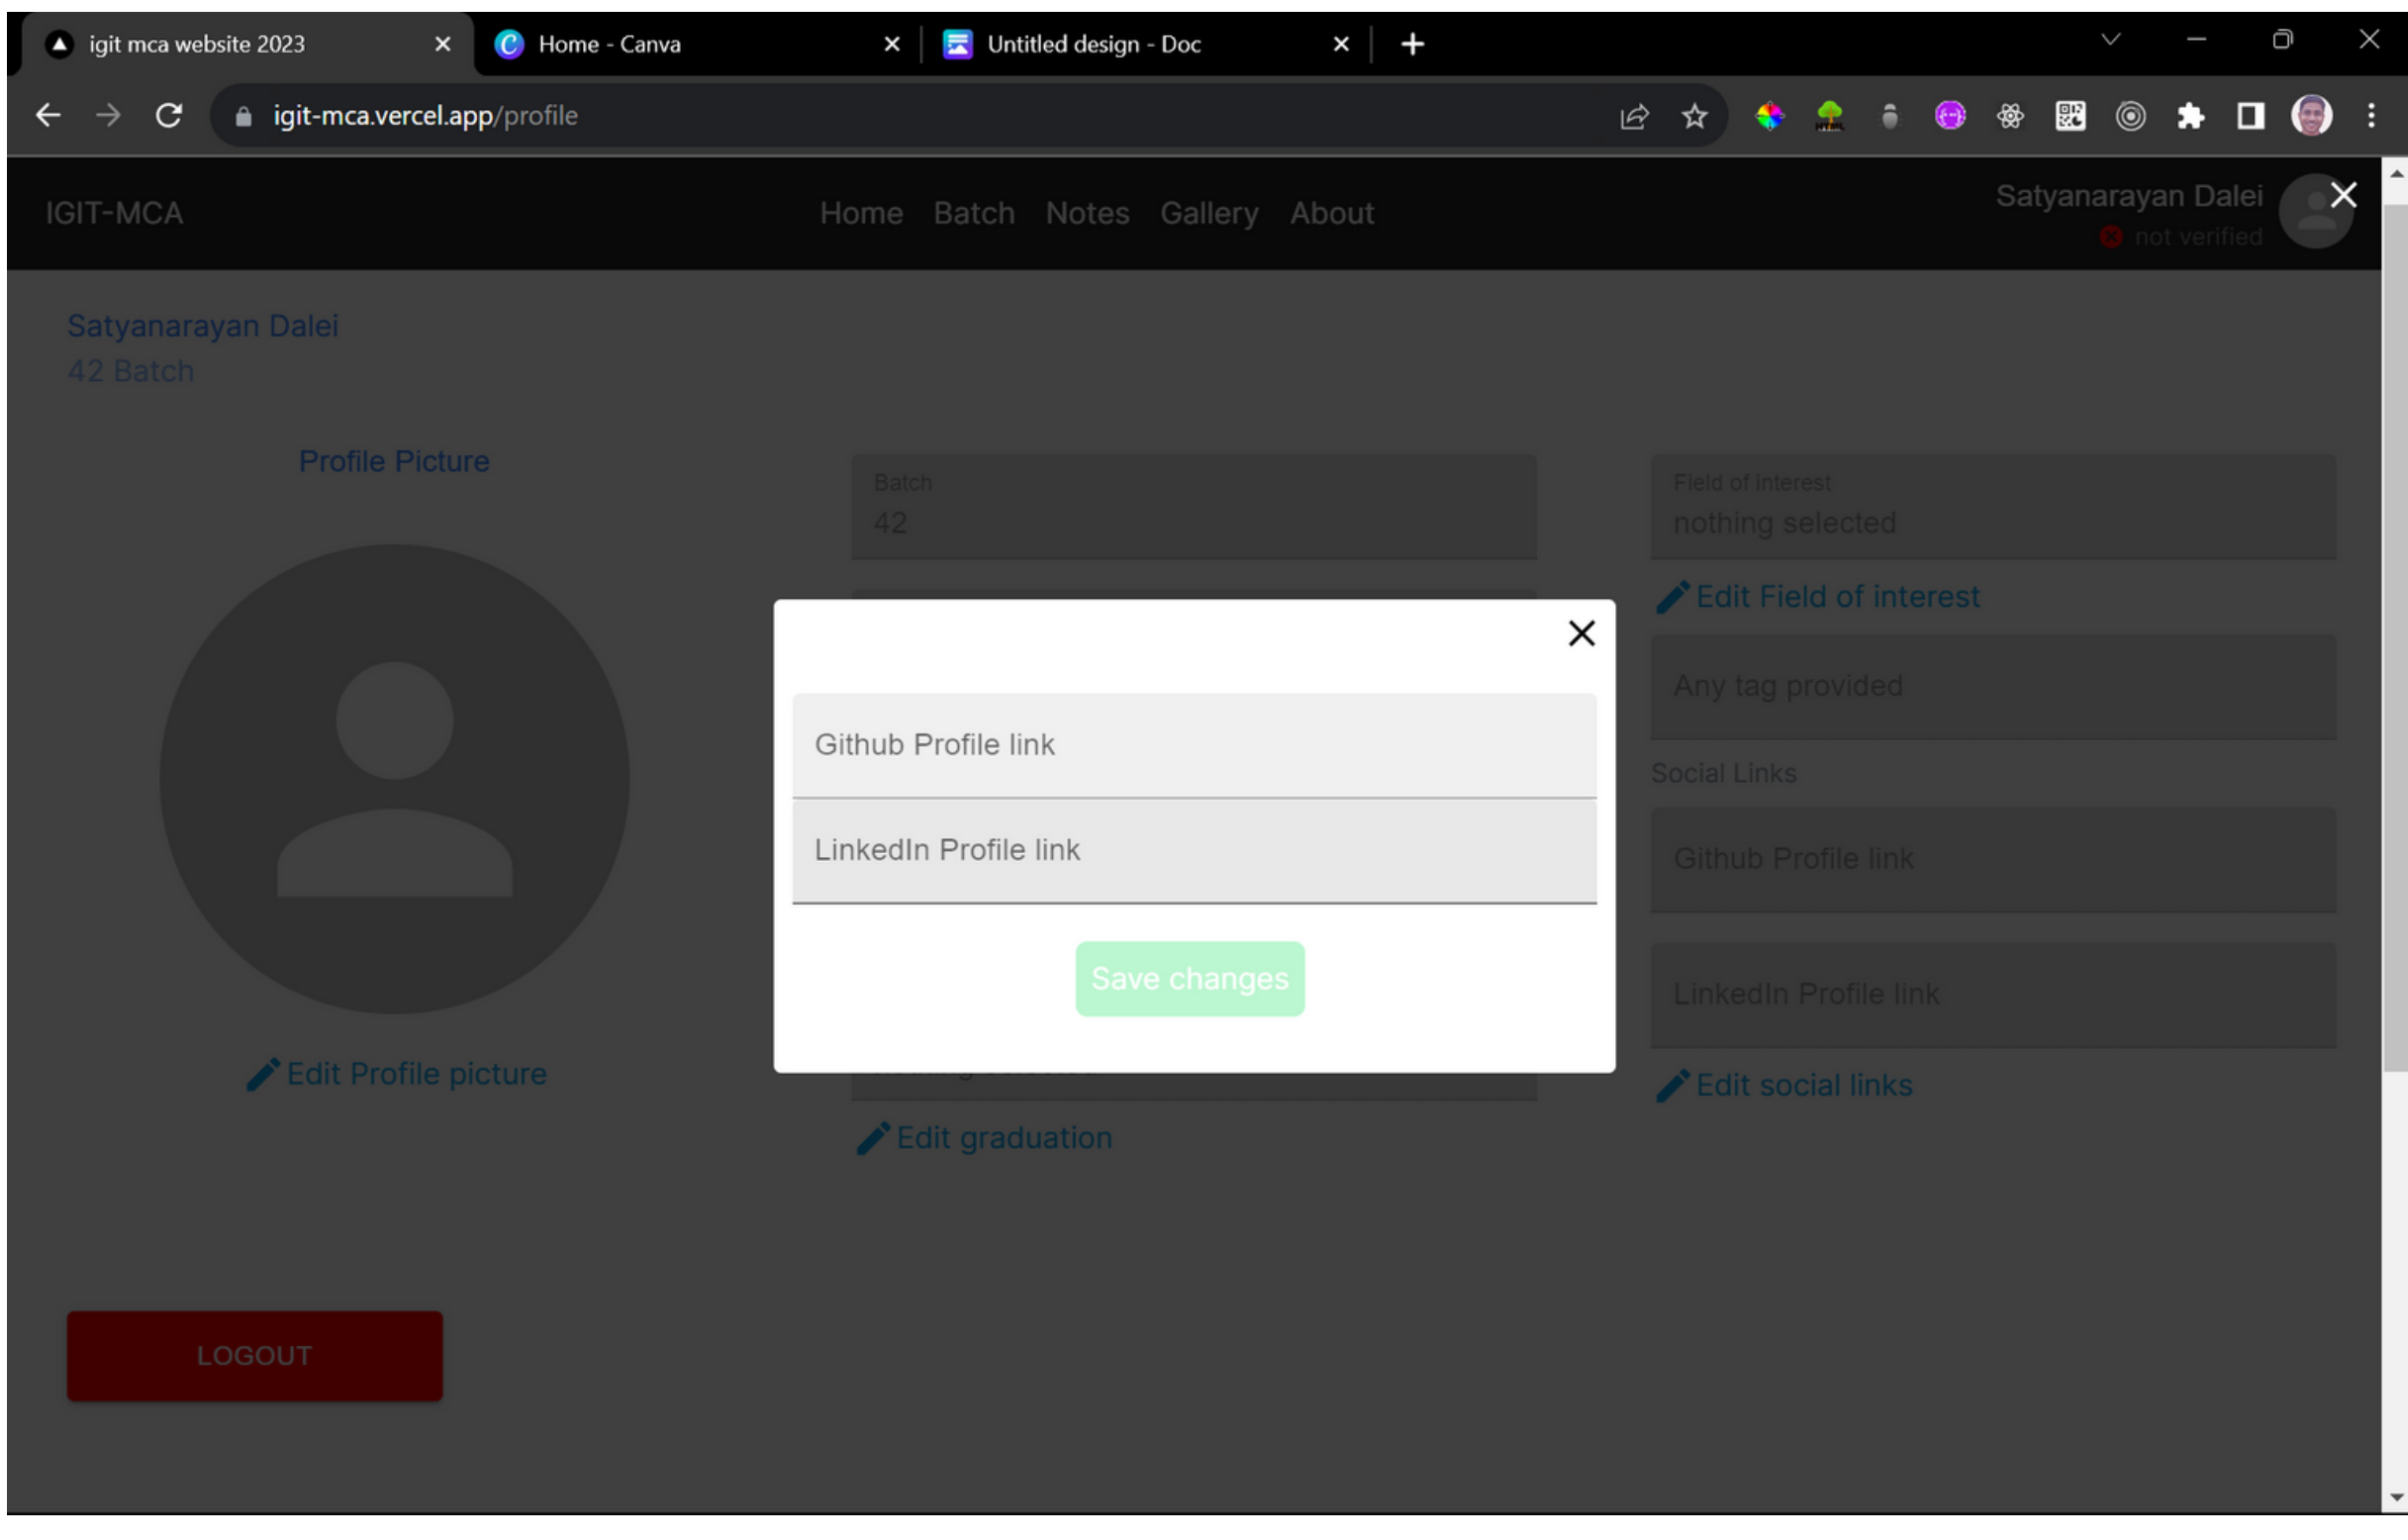 igit mca website 2023
Home - Canva
Untitled design - Doc
igit-mca.vercel.app/profile
IGIT-MCA
Home Batch Notes Gallery About
Satyanarayan Dalei
not verified
Satyanarayan Dalei
42 Batch
Profile Picture
Edit Profile picture
LOGOUT
Batch
42
Github Profile link
LinkedIn Profile link
Save changes
Edit graduation
Field of interest
nothing selected
Edit Field of interest
Any tag provided
Social Links
Github Profile link
LinkedIn Profile link
Edit social links